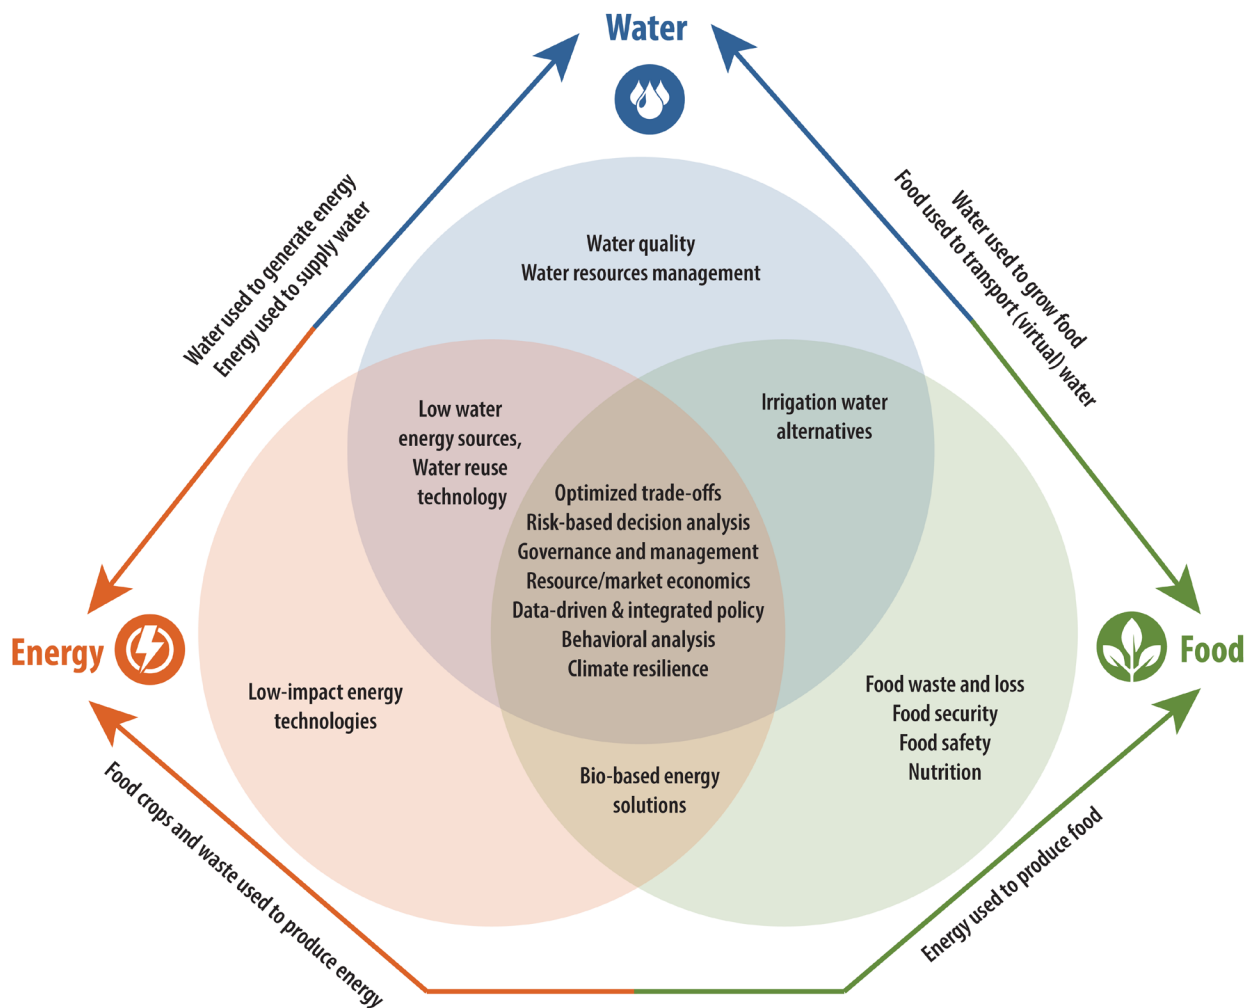 Water
Water used to generate energy
Energy used to supply water
Water used to grow food
Food used to transport (virtual) water
Water quality
Water resources management
Low water
energy sources,
Water reuse
technology
Irrigation water
alternatives
Optimized trade-offs
Risk-based decision analysis
Governance and management
Resource/market economics
Data-driven & integrated policy
Behavioral analysis
Climate resilience
Energy
Food
Low-impact energy
technologies
Food waste and loss
Food security
Food safety
Nutrition
Bio-based energy
solutions
Food crops and waste used to produce energy
Energy used to produce food